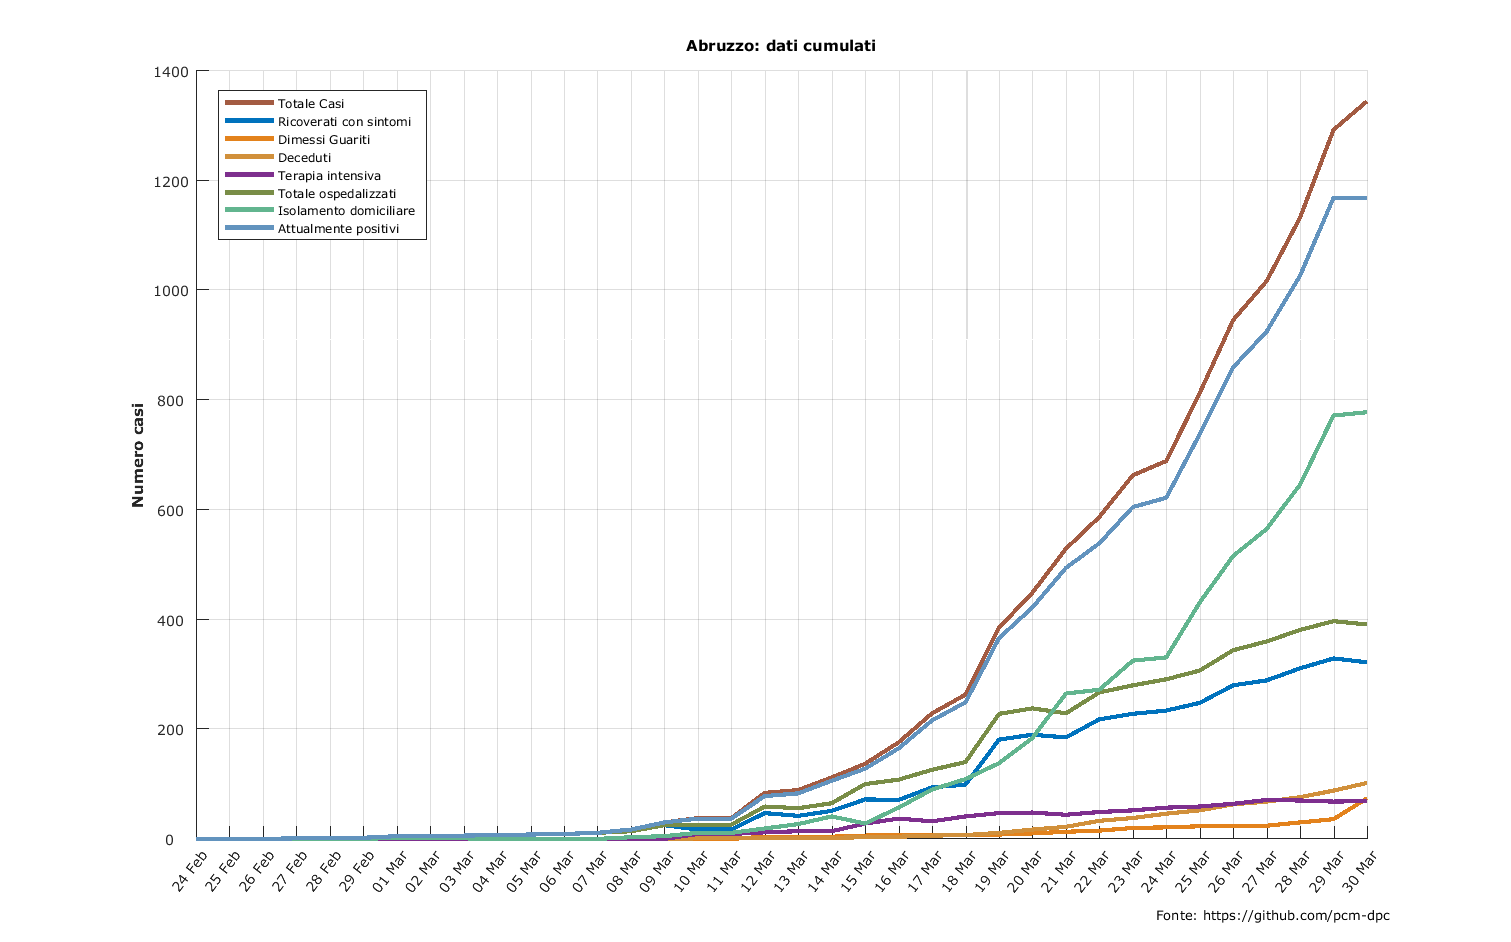 Abruzzo: dati cumulati
1400
1200
1000
800
600
400
200
0
Numero casi
Totale Casi
Ricoverati con sintomi
Dimessi Guariti
Deceduti
Terapia intensiva
Totale ospedalizzati
Isolamento domiciliare
Attualmente positivi
24 Feb
25 Feb
26 Feb
27 Feb
28 Feb
29 Feb
01 Mar
02 Mar
03 Mar
04 Mar
05 Mar
06 Mar
07 Mar
08 Mar
09 Mar
10 Mar
11 Mar
12 Mar
13 Mar
14 Mar
15 Mar
16 Mar
17 Mar
18 Mar
19 Mar
20 Mar
21 Mar
22 Mar
23 Mar
24 Mar
25 Mar
26 Mar
27 Mar
28 Mar
29 Mar
30 Mar
Fonte: https://github.com/pcm-dpc